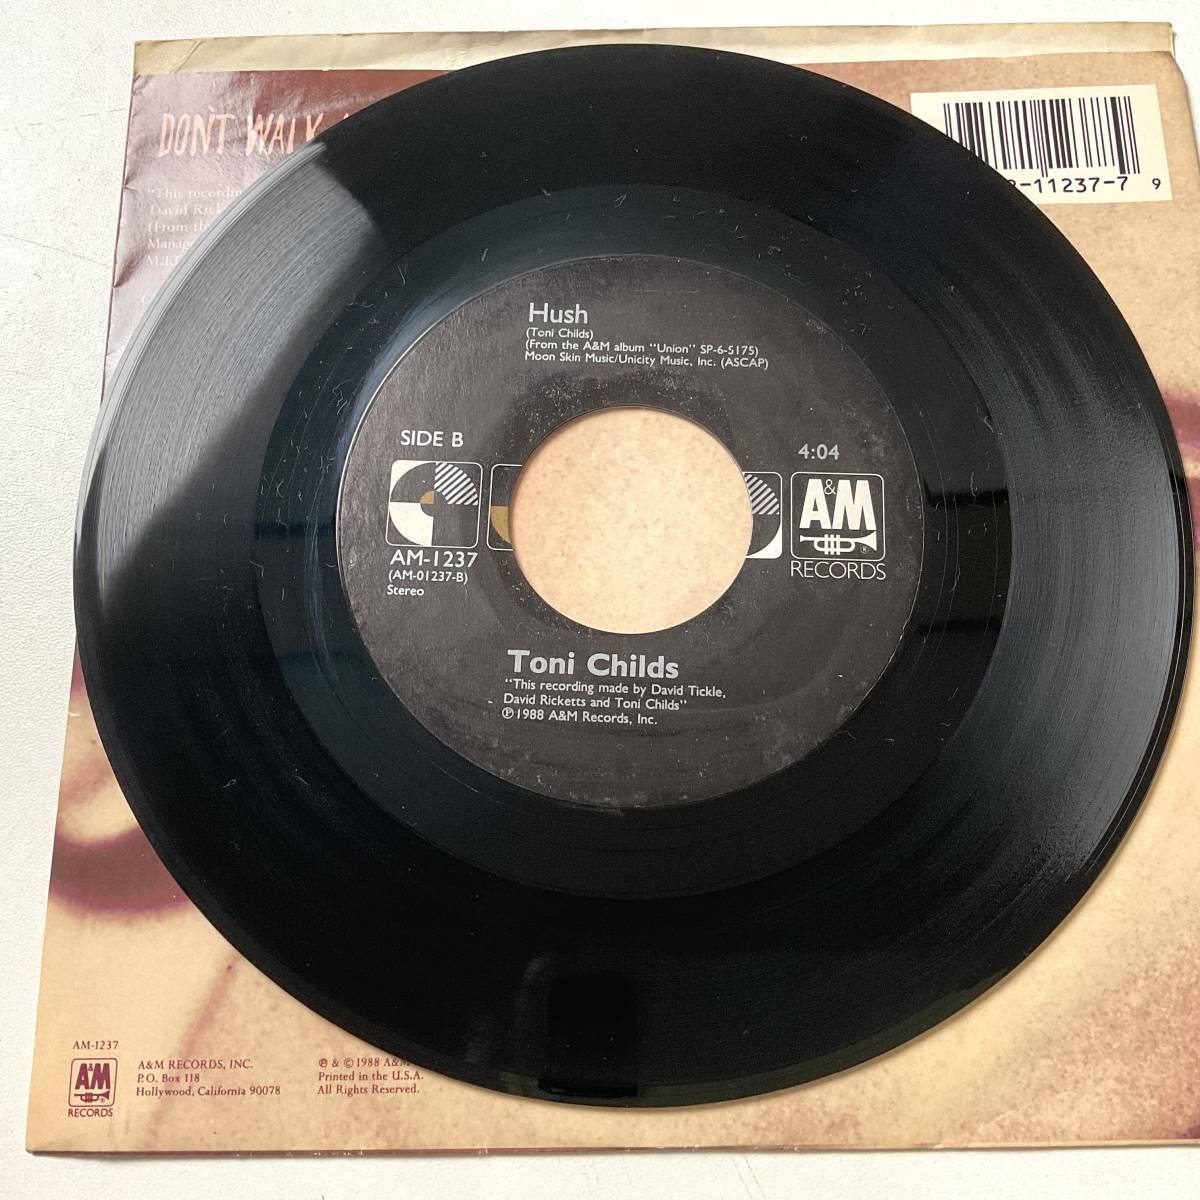 DON'T WALK
"This recording
David Rick
(From the
Manage
8-11237-7 9
Hush
(Toni Childs)
(From the A&M album "Union" SP-6-5175)
Moon Skin Music/Unicity Music, Inc. (ASCAP)
SIDE B
4:04
AM-1237
(AM-01237-B)
Stereo
A&M
RECORDS
Toni Childs
"This recording made by David Tickle,
David Ricketts and Toni Childs"
℗1988 A&M Records, Inc.
AM-1237
A&M
RECORDS
A&M RECORDS, INC.
P.O. Box 118
Hollywood, California 90078
℗ & ©1988 A&M
Printed in the U.S.A.
All Rights Reserved.